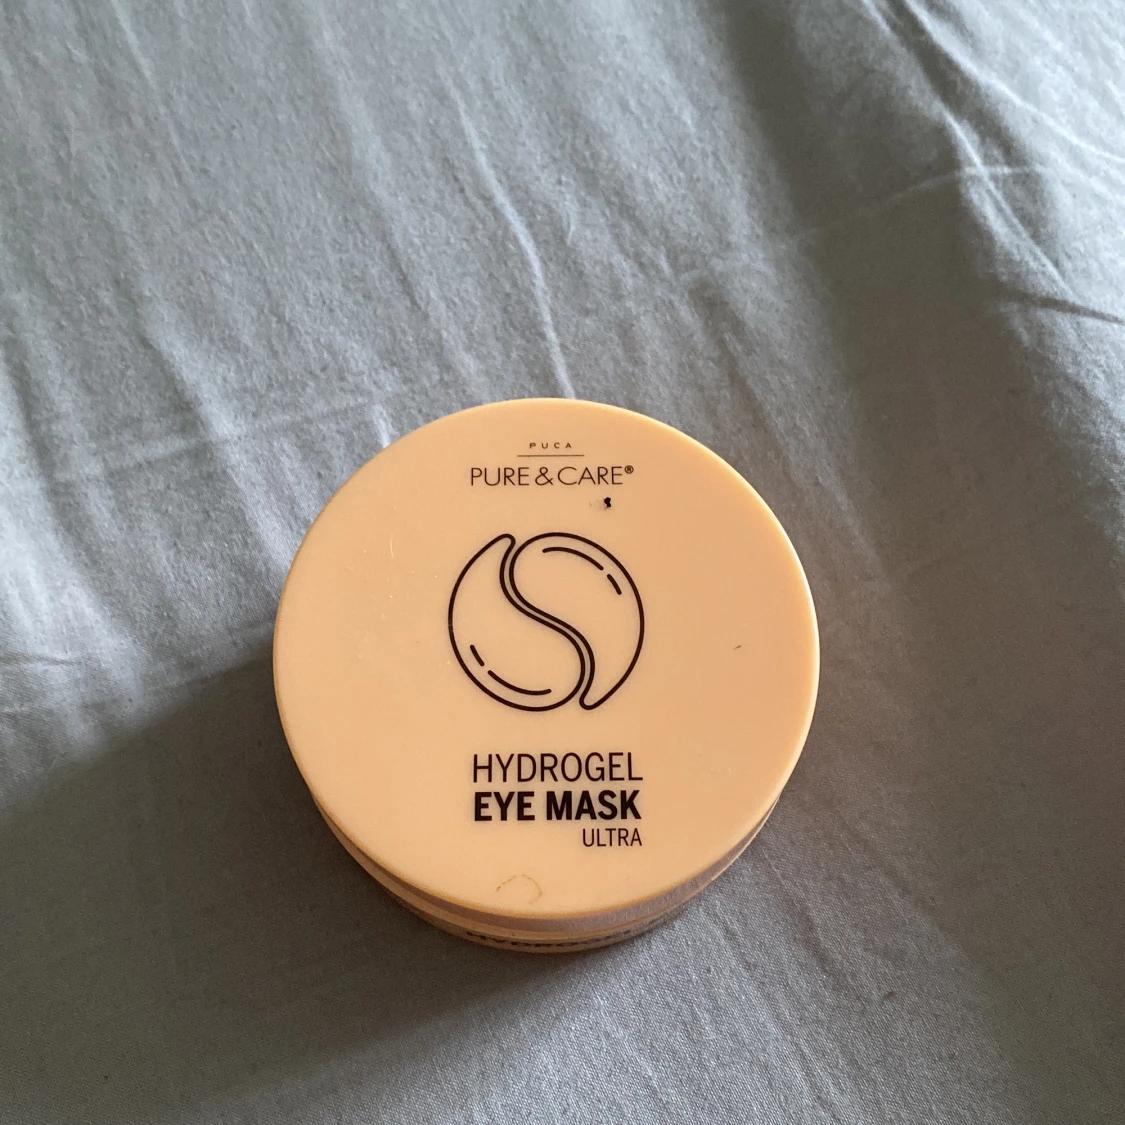 PUCA
PURE & CARE®
HYDROGEL
EYE MASK
ULTRA